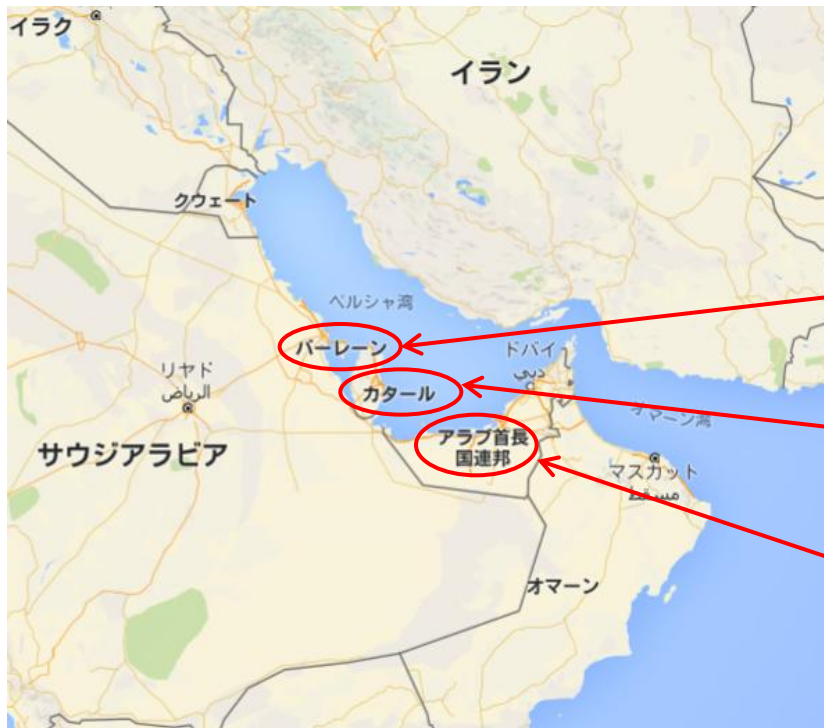 イラク
イラン
クウェート
ペルシャ湾
バーレーン
ドバイ
دبي
リヤド
الرياض
カタール
オマーン湾
アラブ首長
国連邦
サウジアラビア
マスカット
مسقط
オマーン